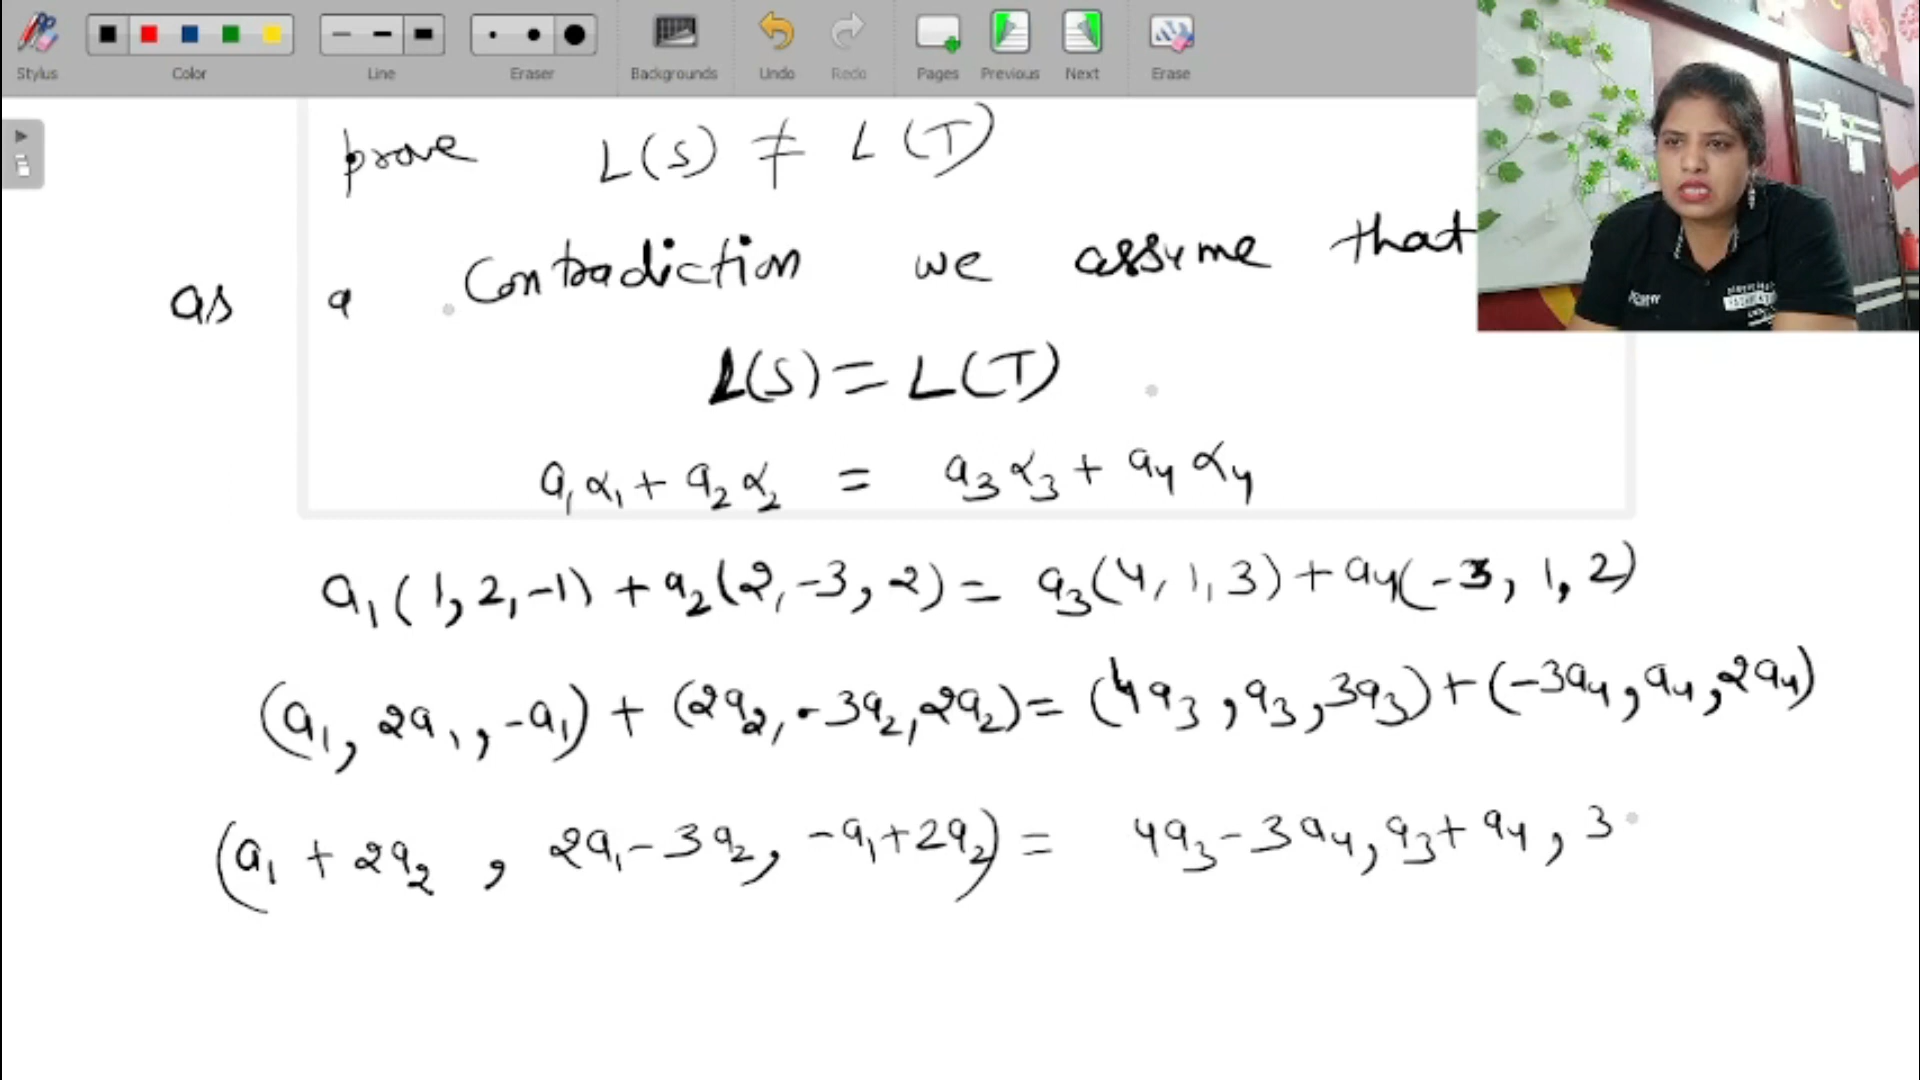 Stylus Color Line Eraser Backgrounds Undo Redo Pages Previous Next Erase
prove L(S) ≠ L(T)
as a contradiction we assume that
L(S) = L(T)
a₁α₁ + a₂α₂ = a₃α₃ + a₄α₄
a₁(1, 2, -1) + a₂(2, -3, 2) = a₃(4, 1, 3) + a₄(-3, 1, 2)
(a₁, 2a₁, -a₁) + (2a₂, -3a₂, 2a₂) = (4a₃, a₃, 3a₃) + (-3a₄, a₄, 2a₄)
(a₁ + 2a₂, 2a₁ - 3a₂, -a₁ + 2a₂) = 4a₃ - 3a₄, a₃ + a₄, 3